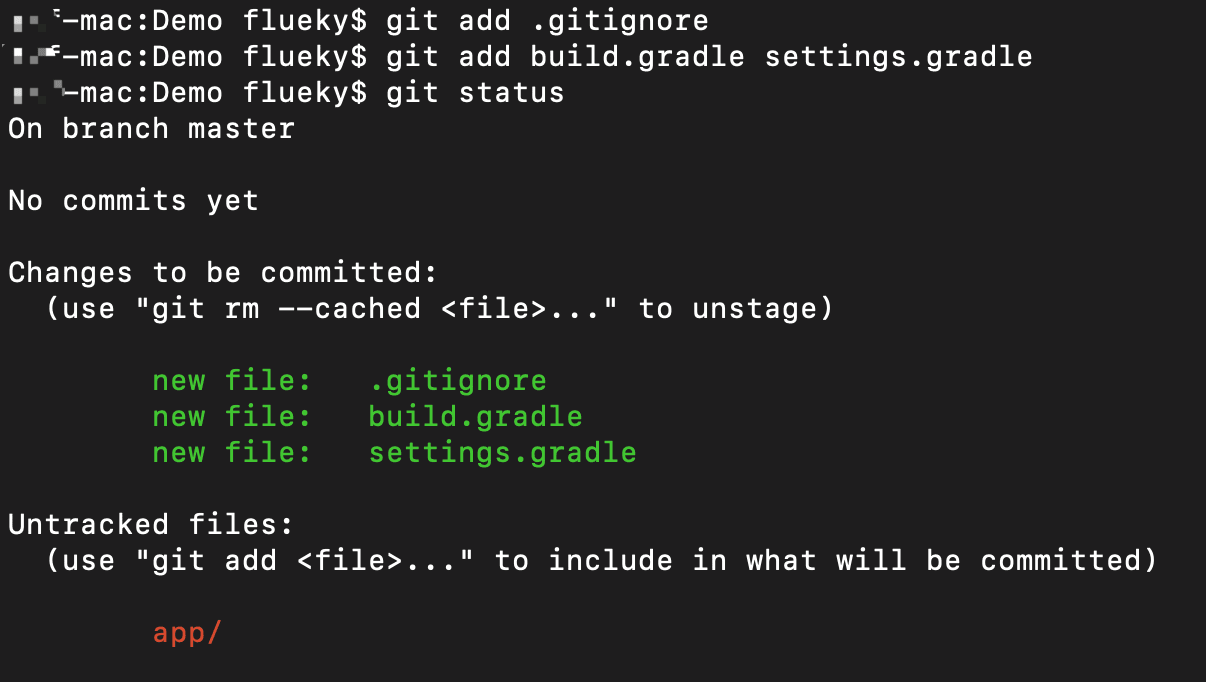 -mac:Demo flueky$ git add .gitignore
-mac:Demo flueky$ git add build.gradle settings.gradle
-mac:Demo flueky$ git status
On branch master
No commits yet
Changes to be committed:
(use "git rm --cached <file>..." to unstage)
new file:   .gitignore
new file:   build.gradle
new file:   settings.gradle
Untracked files:
(use "git add <file>..." to include in what will be committed)
app/